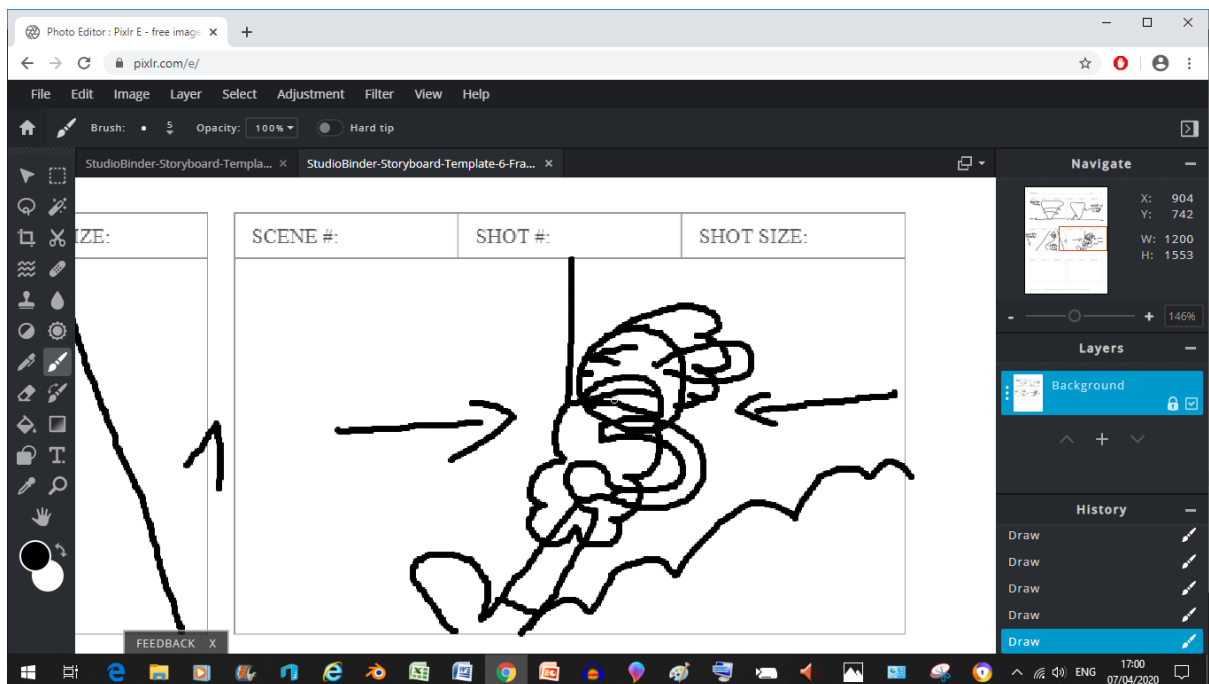 Photo Editor : Pixlr E - free image
pixlr.com/e/
File Edit Image Layer Select Adjustment Filter View Help
Brush: 5 Opacity: 100% Hard tip
StudioBinder-Storyboard-Templa... × StudioBinder-Storyboard-Template-6-Fra... ×
Navigate
X: 904
Y: 742
W: 1200
H: 1553
- + 146%
Layers
Background
History
Draw
Draw
Draw
Draw
Draw
IZE:
SCENE #: SHOT #: SHOT SIZE:
FEEDBACK X
ENG
17:00
07/04/2020